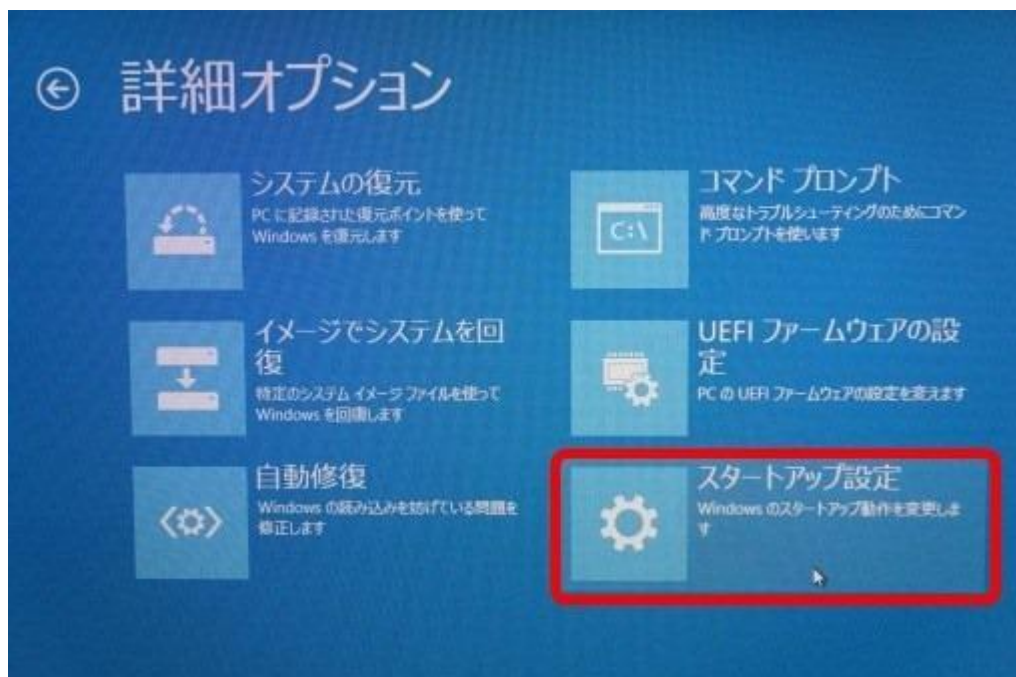 詳細オプション
システムの復元
PC に記録された復元ポイントを使って
Windows を復元します
コマンド プロンプト
高度なトラブルシューティングのためにコマン
ド プロンプトを使います
C:\
イメージでシステムを回
復
特定のシステム イメージ ファイルを使って
Windows を回復します
UEFI ファームウェアの設
定
PC の UEFI ファームウェアの設定を変えます
自動修復
Windows の読み込みを妨げている問題を
修正します
スタートアップ設定
Windows のスタートアップ動作を変更しま
す